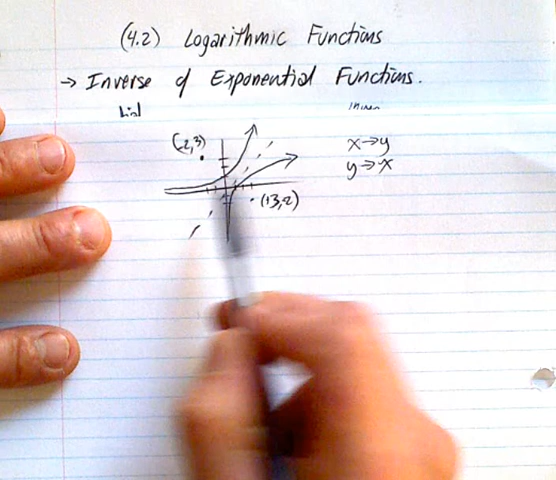 (4.2) Logarithmic Functions
→ Inverse of Exponential Functions.
(-2,3)
x→y
y→x
(+3,-2)